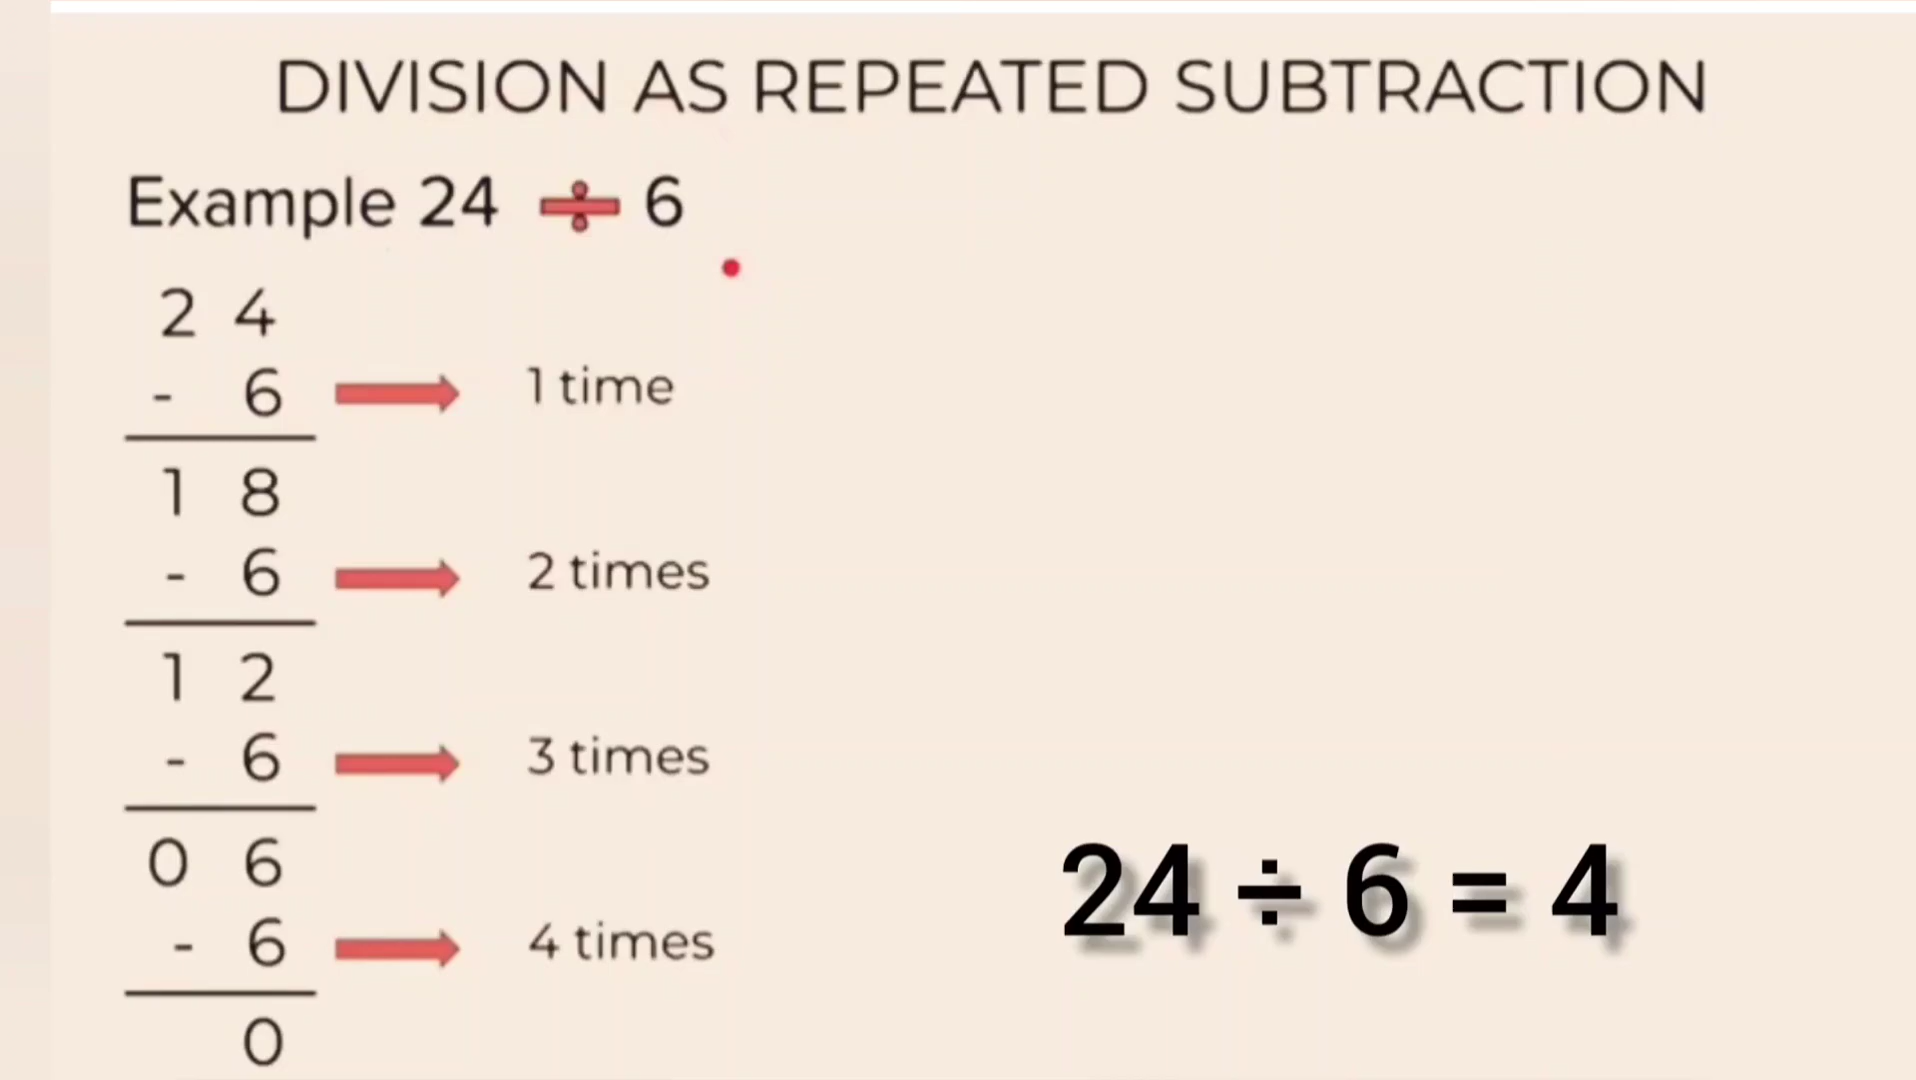 DIVISION AS REPEATED SUBTRACTION
Example 24 ÷ 6
2 4
- 6 1 time
1 8
- 6 2 times
1 2
- 6 3 times
0 6
- 6 4 times
0
24 ÷ 6 = 4